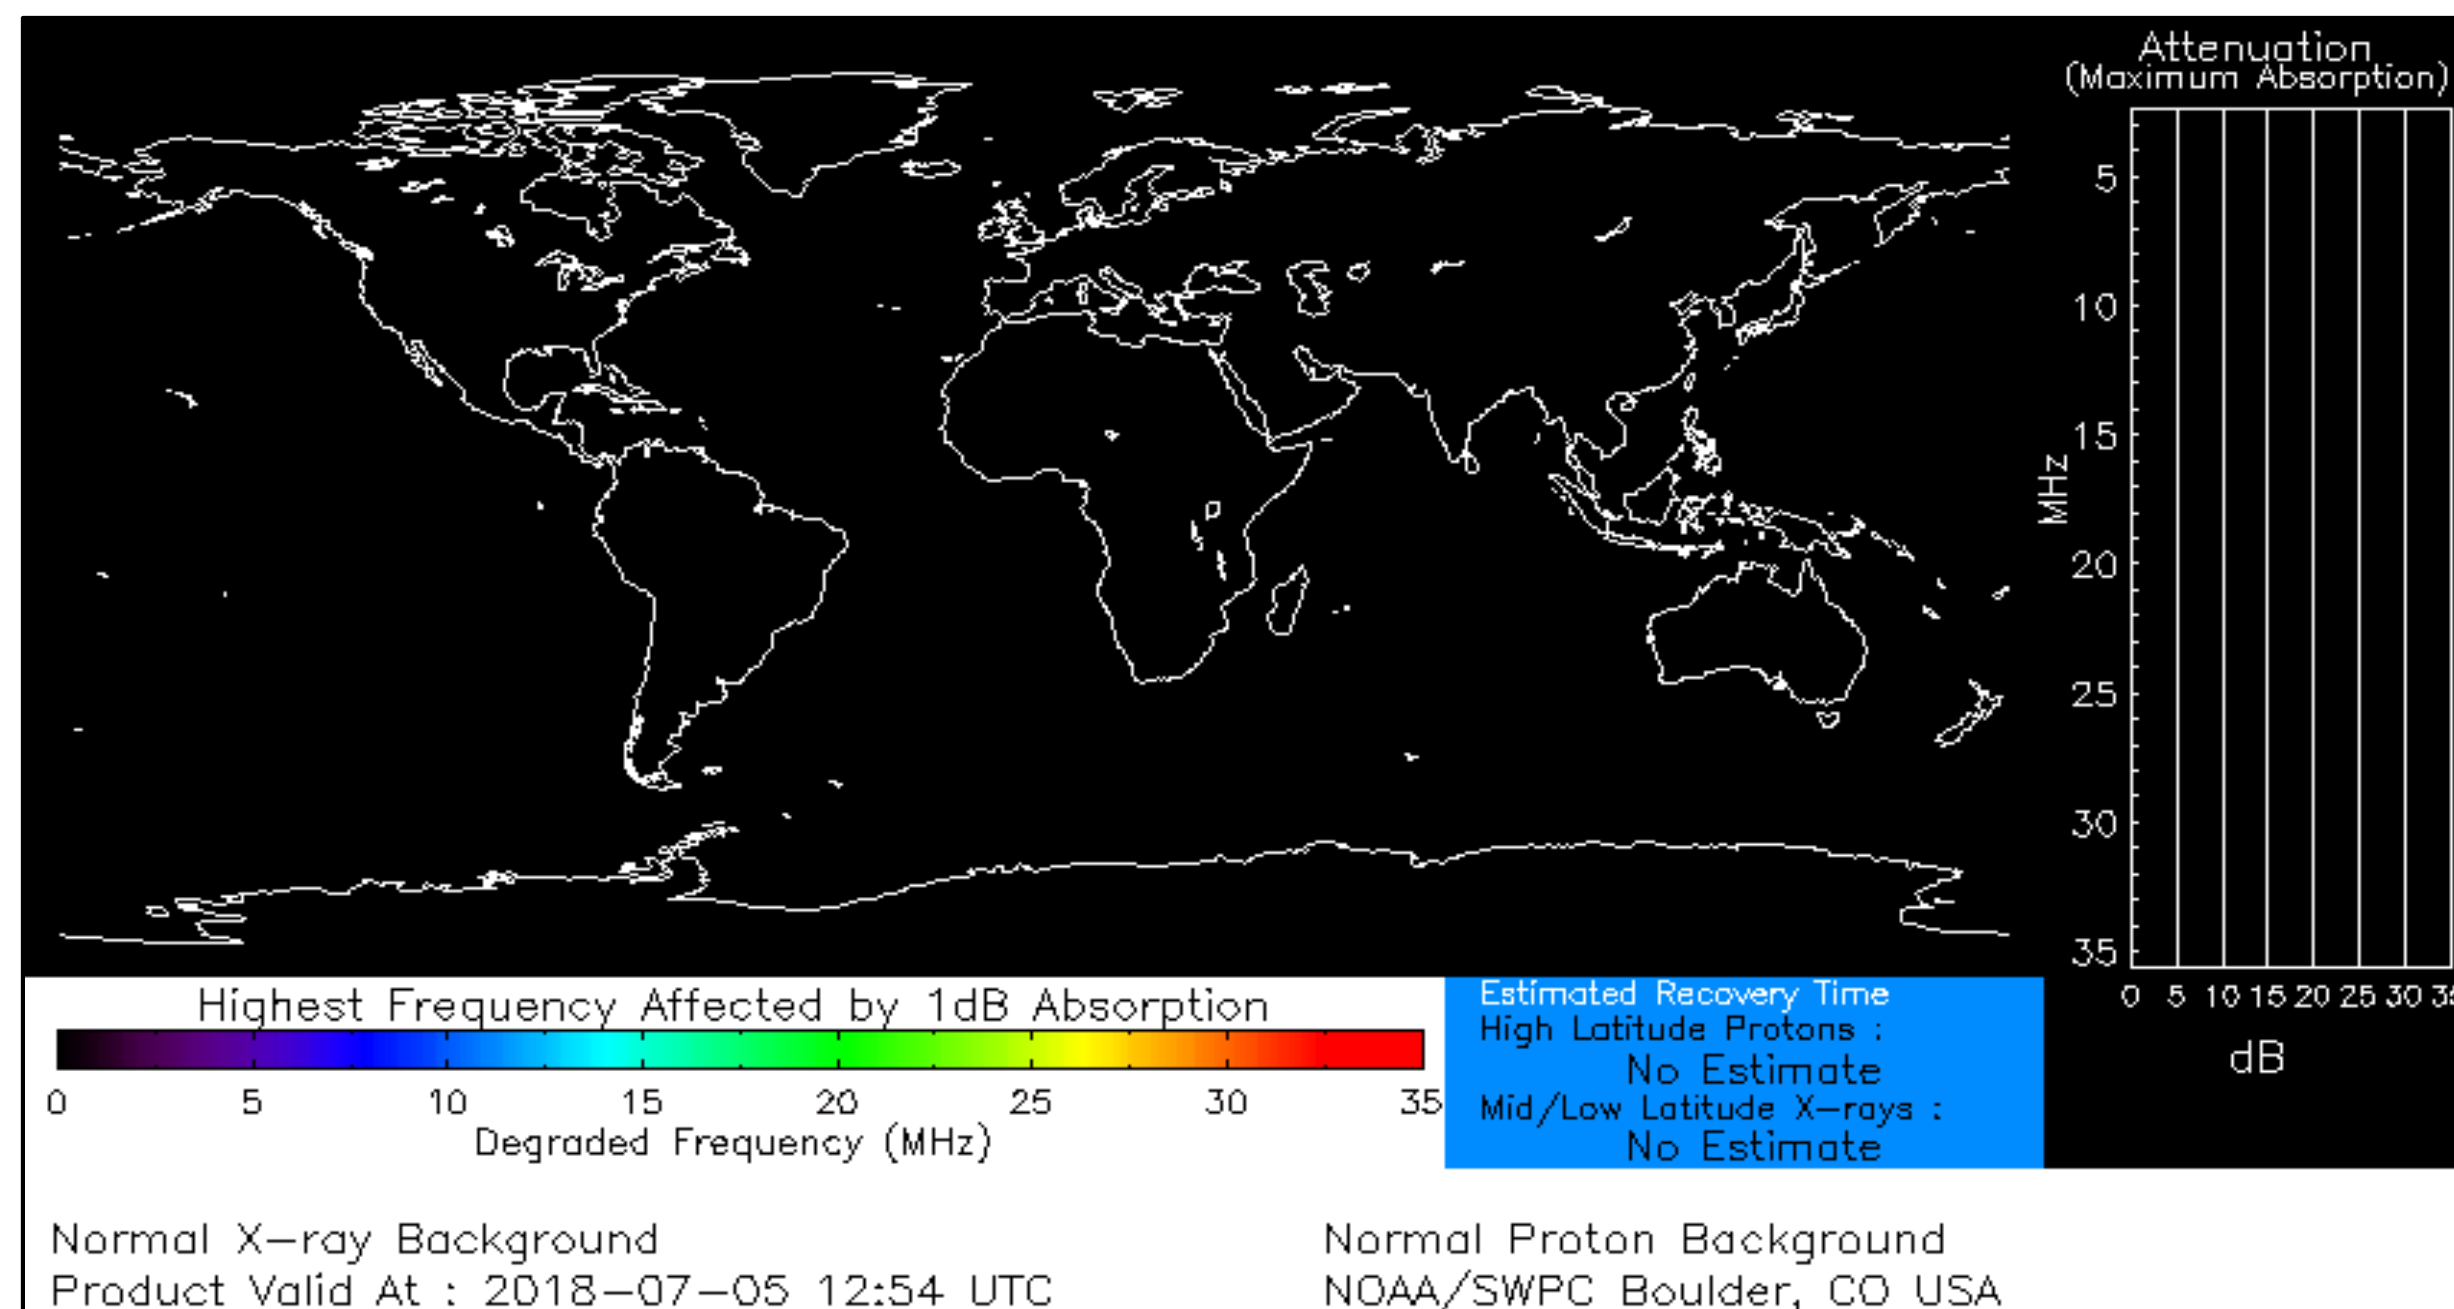 Attenuation
(Maximum Absorption)
5
10
15
20
25
30
35
MHz
0 5 10 15 20 25 30
dB
Highest Frequency Affected by 1dB Absorption
0 5 10 15 20 25 30 35
Degraded Frequency (MHz)
Estimated Recovery Time
High Latitude Protons :
No Estimate
Mid/Low Latitude X-rays :
No Estimate
Normal X-ray Background
Normal Proton Background
Product Valid At : 2018-07-05 12:54 UTC
NOAA/SWPC Boulder, CO USA